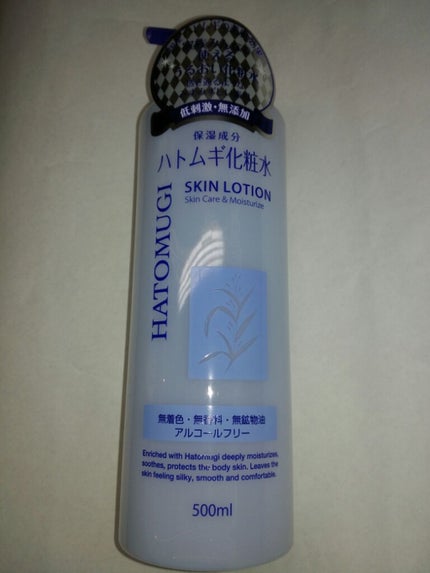 低刺激・無添加
保湿成分
ハトムギ化粧水
SKIN LOTION
Skin Care & Moisturize
HATOMUGI
無着色・無香料・無鉱物油
アルコールフリー
Enriched with Hatomugi deeply moisturizes,
soothes, protects the body skin. Leaves the
skin feeling silky, smooth and comfortable.
500ml